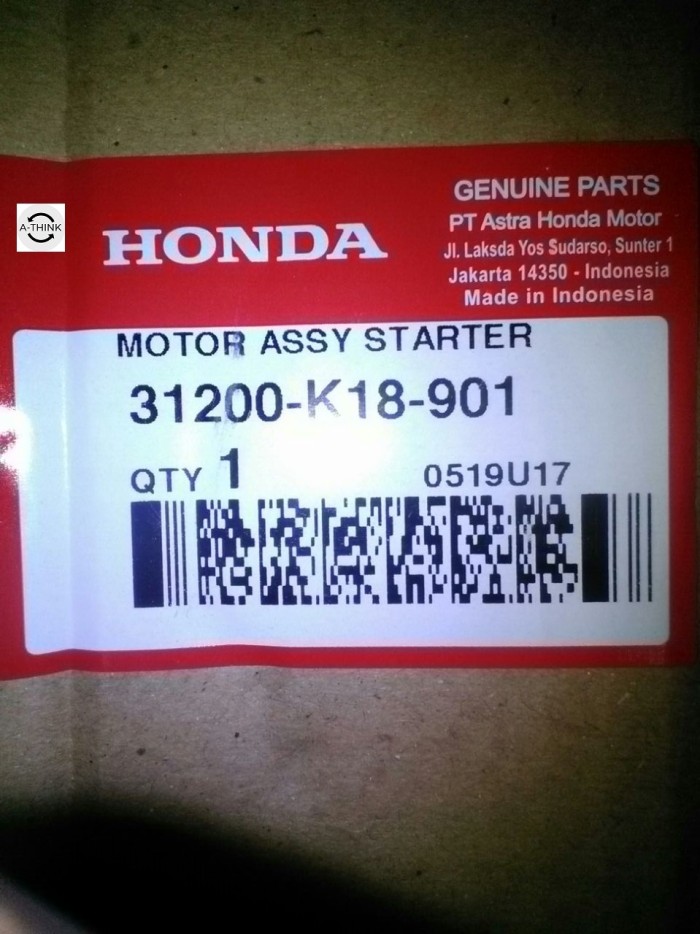 A-THINK
HONDA
GENUINE PARTS
PT Astra Honda Motor
Jl. Laksda Yos Sudarso, Sunter 1
Jakarta 14350 - Indonesia
Made in Indonesia
MOTOR ASSY STARTER
31200-K18-901
QTY 1 0519U17